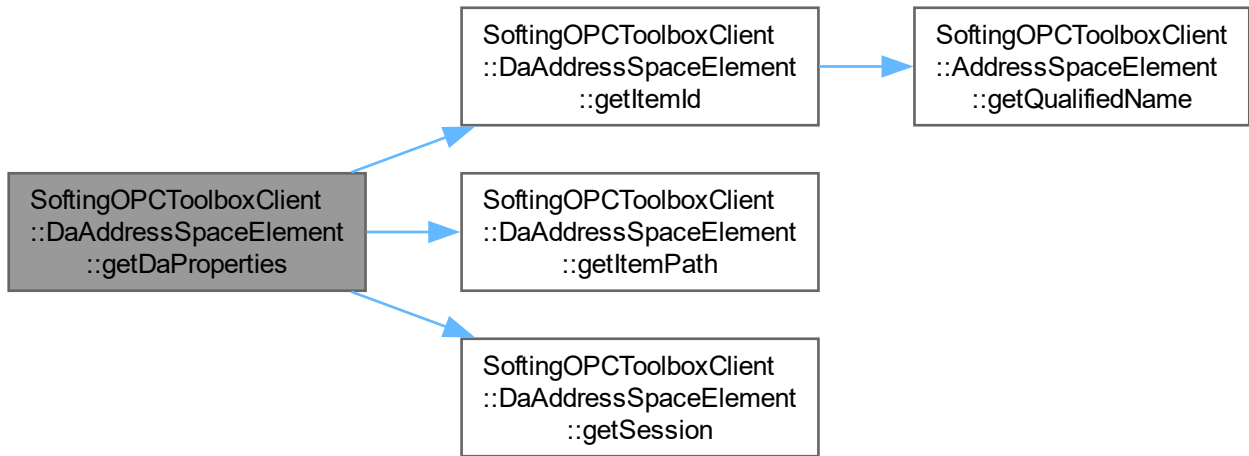 SoftingOPCToolboxClient
::DaAddressSpaceElement
::getDaProperties
SoftingOPCToolboxClient
::DaAddressSpaceElement
::getItemId
SoftingOPCToolboxClient
::AddressSpaceElement
::getQualifiedName
SoftingOPCToolboxClient
::DaAddressSpaceElement
::getItemPath
SoftingOPCToolboxClient
::DaAddressSpaceElement
::getSession